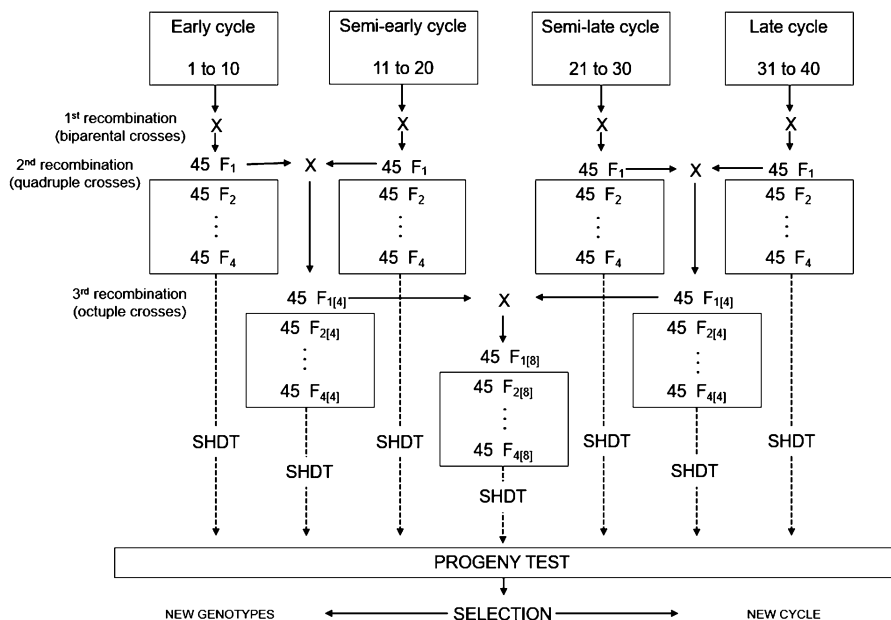 Early cycle
1 to 10
Semi-early cycle
11 to 20
Semi-late cycle
21 to 30
Late cycle
31 to 40
1st recombination
(biparental crosses)
X
X
X
X
2nd recombination
(quadruple crosses)
45 F1
X
45 F1
45 F1
X
45 F1
45 F2
45 F4
45 F2
45 F4
45 F2
45 F4
45 F2
45 F4
3rd recombination
(octuple crosses)
45 F1[4]
X
45 F1[4]
45 F2[4]
45 F4[4]
45 F1[8]
45 F2[8]
45 F4[8]
45 F2[4]
45 F4[4]
SHDT
SHDT
SHDT
SHDT
SHDT
SHDT
SHDT
PROGENY TEST
NEW GENOTYPES
SELECTION
NEW CYCLE